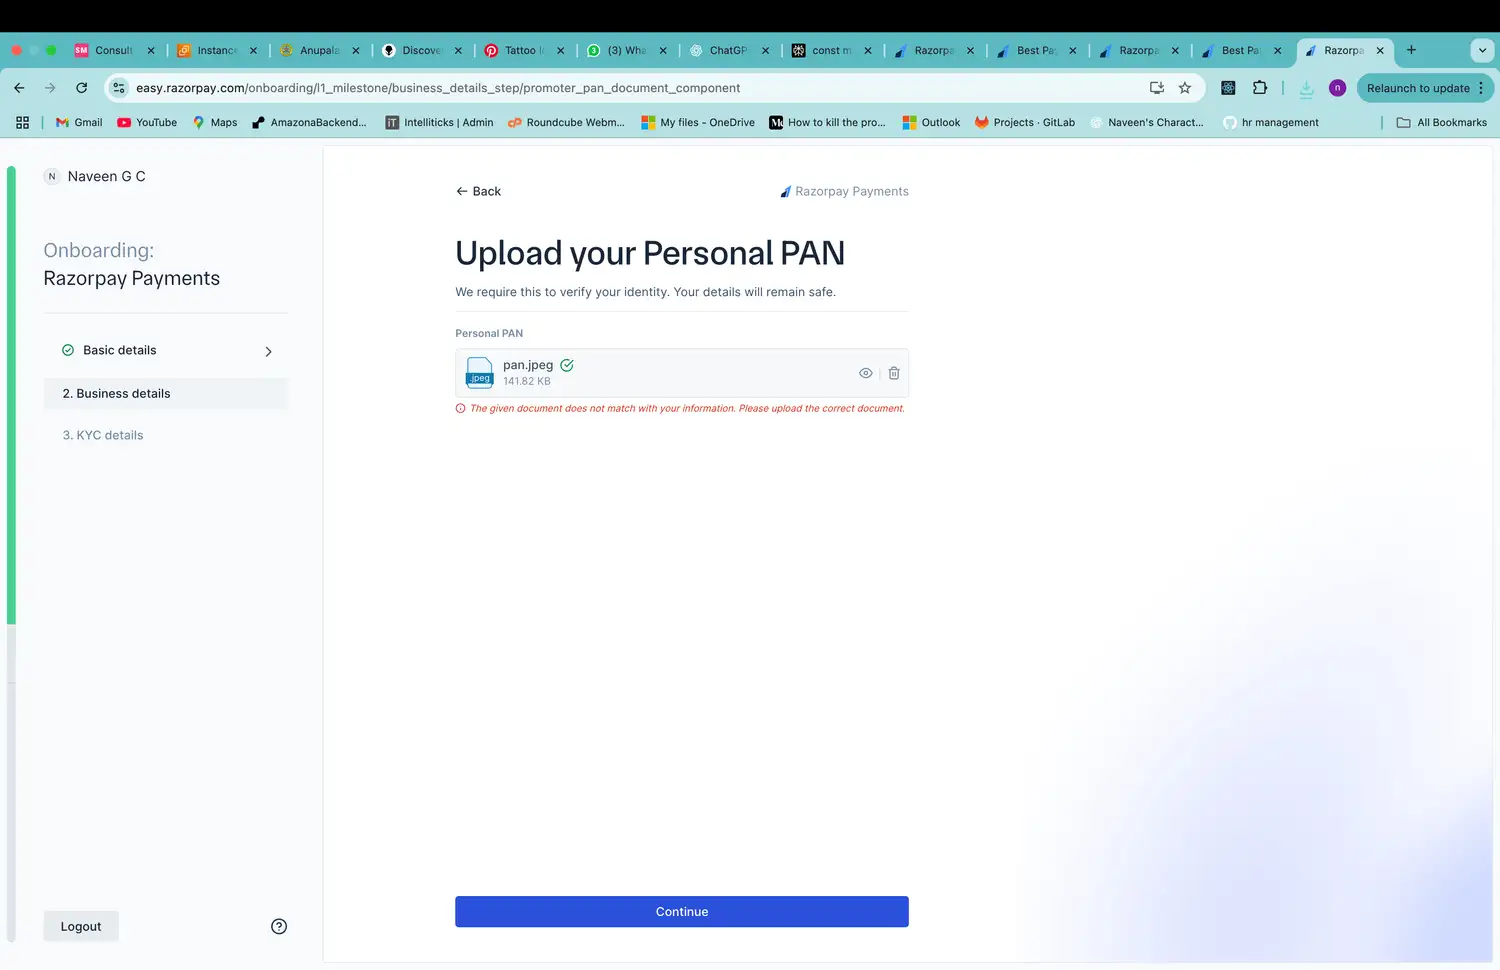 SM Consult
Instanc
Anupala
Discove
Tattoo I
(3) Wha
ChatGP
const m
Razorpa
Best Pa
Razorpa
Best Pa
Razorpa
easy.razorpay.com/onboarding/l1_milestone/business_details_step/promoter_pan_document_component
n
Relaunch to update
Gmail
YouTube
Maps
AmazonaBackend...
iT Intelliticks | Admin
Roundcube Webm...
My files - OneDrive
How to kill the pro...
Outlook
Projects · GitLab
Naveen's Charact...
hr management
All Bookmarks
N Naveen G C
Onboarding:
Razorpay Payments
Basic details
2. Business details
3. KYC details
Logout
Back
Razorpay Payments
Upload your Personal PAN
We require this to verify your identity. Your details will remain safe.
Personal PAN
.jpeg
pan.jpeg
141.82 KB
The given document does not match with your information. Please upload the correct document.
Continue